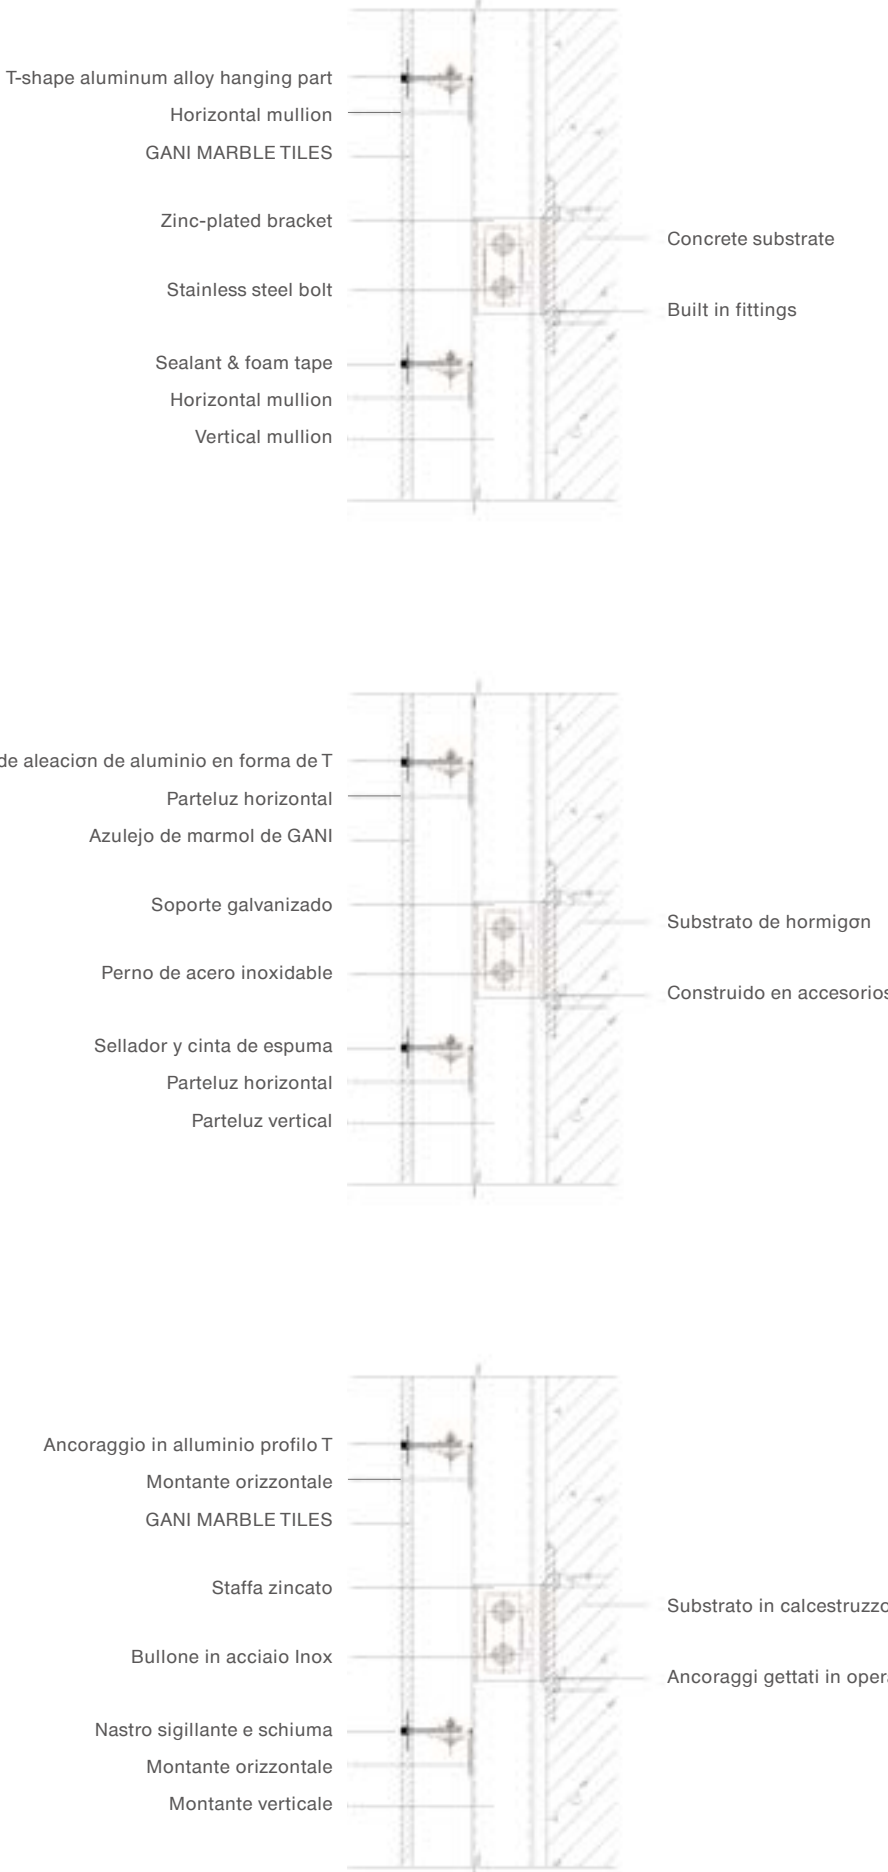 T-shape aluminum alloy hanging part
Horizontal mullion
GANI MARBLE TILES
Zinc-plated bracket
Stainless steel bolt
Sealant & foam tape
Horizontal mullion
Vertical mullion
Concrete substrate
Built in fittings
de aleacion de aluminio en forma de T
Parteluz horizontal
Azulejo de marmol de GANI
Soporte galvanizado
Perno de acero inoxidable
Sellador y cinta de espuma
Parteluz horizontal
Parteluz vertical
Substrato de hormigon
Construido en accesorios
Ancoraggio in alluminio profilo T
Montante orizzontale
GANI MARBLE TILES
Staffa zincato
Bullone in acciaio Inox
Nastro sigillante e schiuma
Montante orizzontale
Montante verticale
Substrato in calcestruzzo
Ancoraggi gettati in opera